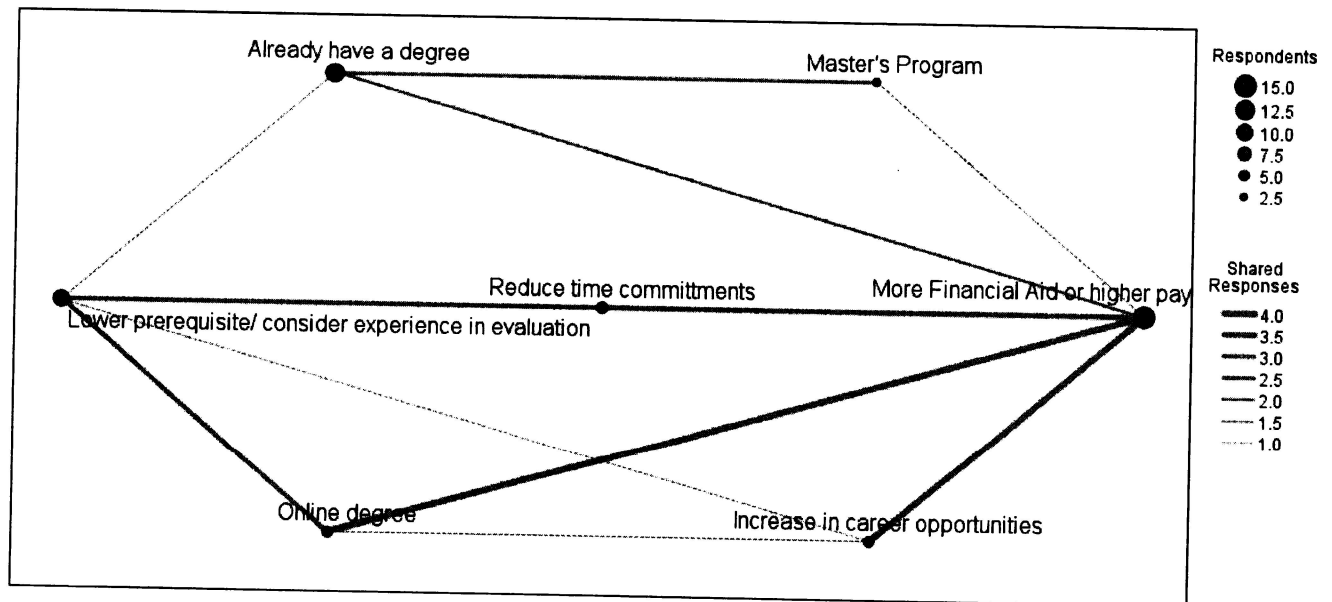 Already have a degree
Master's Program
Reduce time committments
More Financial Aid or higher pay
Lower prerequisite/ consider experience in evaluation
Online degree
Increase in career opportunities
Respondents
15.0
12.5
10.0
7.5
5.0
2.5
Shared
Responses
4.0
3.5
3.0
2.5
2.0
1.5
1.0